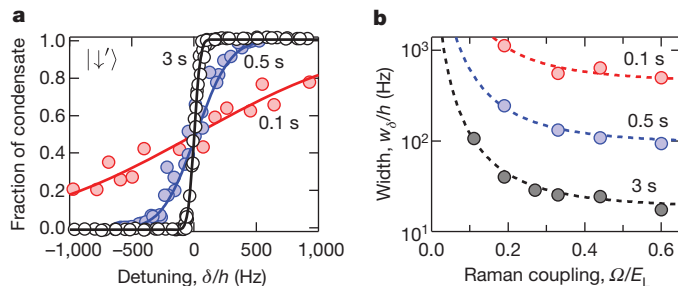 a
|↓′⟩
3 s
0.5 s
0.1 s
1.0
0.8
0.6
0.4
0.2
0.0
Fraction of condensate
−1,000
−500
0
500
1,000
Detuning, δ/h (Hz)
b
10³
10²
10¹
Width, w_δ/h (Hz)
0.1 s
0.5 s
3 s
0.0
0.2
0.4
0.6
Raman coupling, Ω/E_L